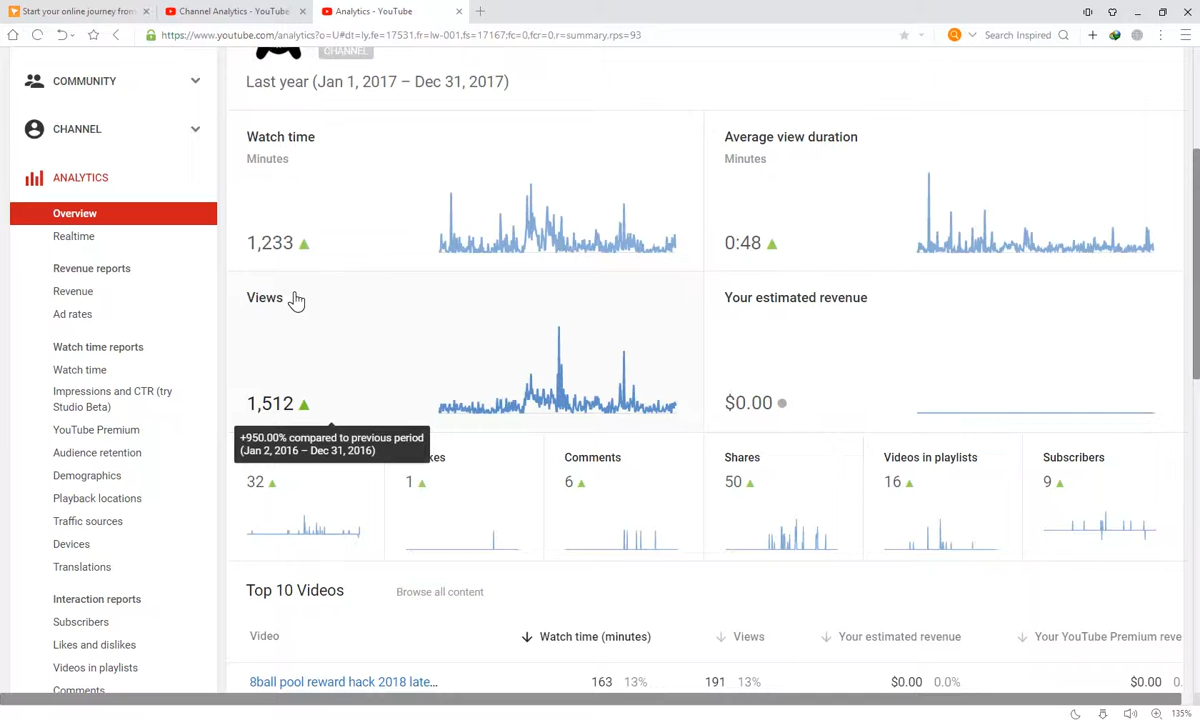 Start your online journey from
Channel Analytics - YouTube
Analytics - YouTube
https://www.youtube.com/analytics?o=U#dt=ly,fe=17531,fr=lw-001,fs=17167;fc=0,fcr=0,r=summary,rps=93
Search Inspired
COMMUNITY
CHANNEL
ANALYTICS
Overview
Realtime
Revenue reports
Revenue
Ad rates
Watch time reports
Watch time
Impressions and CTR (try
Studio Beta)
YouTube Premium
Audience retention
Demographics
Playback locations
Traffic sources
Devices
Translations
Interaction reports
Subscribers
Likes and dislikes
Videos in playlists
Comments
CHANNEL
Last year (Jan 1, 2017 – Dec 31, 2017)
Watch time
Minutes
1,233
Average view duration
Minutes
0:48
Views
1,512
Your estimated revenue
$0.00
+950.00% compared to previous period
(Jan 2, 2016 – Dec 31, 2016)
32
kes
1
Comments
6
Shares
50
Videos in playlists
16
Subscribers
9
Top 10 Videos
Browse all content
Video
Watch time (minutes)
Views
Your estimated revenue
Your YouTube Premium reve
8ball pool reward hack 2018 late... 163 13% 191 13% $0.00 0.0% $0.00 0.
135%